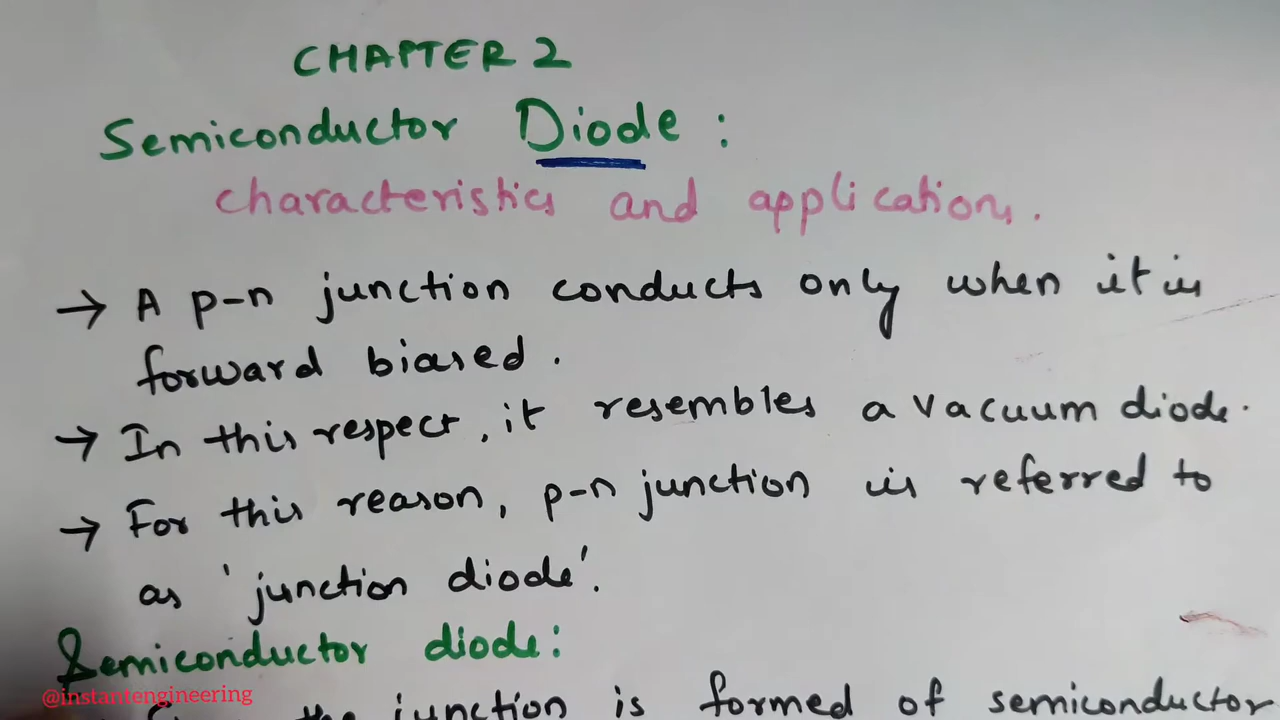 CHAPTER 2
Semiconductor Diode :
characteristics and applications.
→ A p-n junction conducts only when it is
forward biased.
→ In this respect, it resembles a vacuum diode.
→ For this reason, p-n junction is referred to
as 'junction diode'.
Semiconductor diode:
@instantengineering
the junction is formed of semiconductor